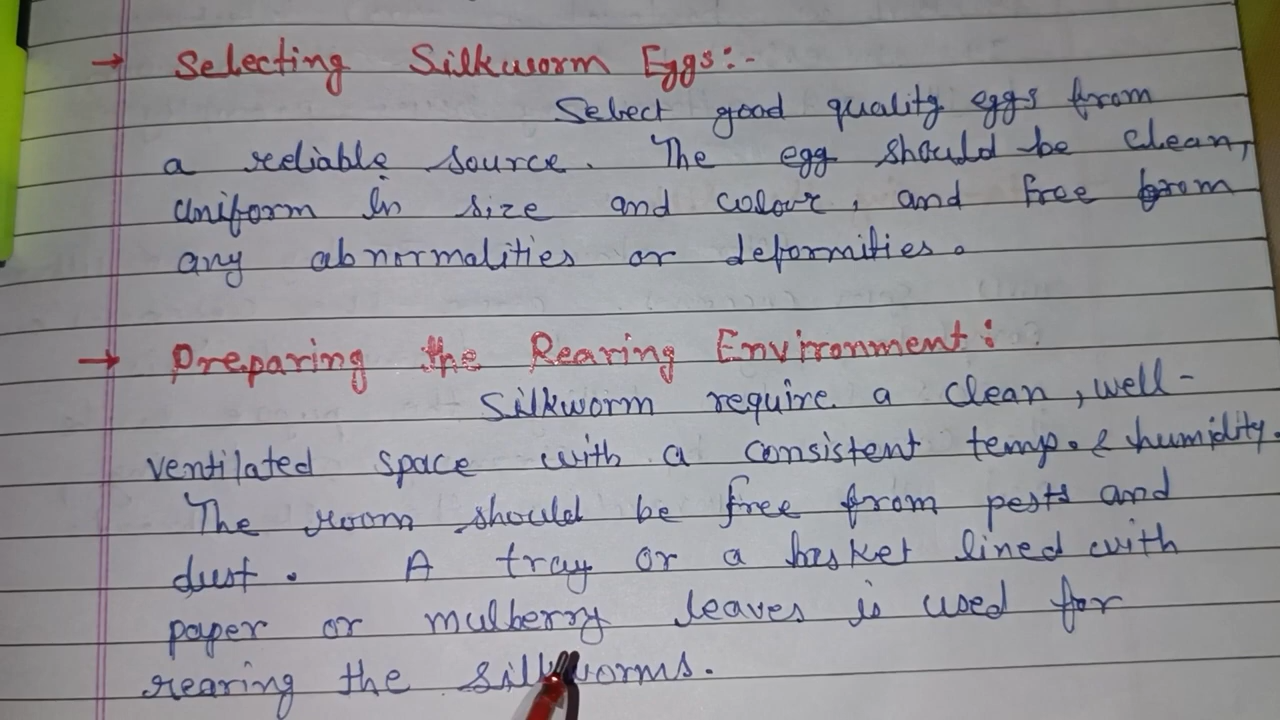 → Selecting Silkworm Eggs:-
Select good quality eggs from
a reliable source. The egg should be clean,
uniform in size and colour, and free from
any abnormalities or deformities.
→ Preparing the Rearing Environment:
Silkworm require a clean, well-
ventilated space with a consistent temp. & humidity.
The room should be free from pests and
dust. A tray or a basket lined with
paper or mulberry leaves is used for
rearing the silkworms.